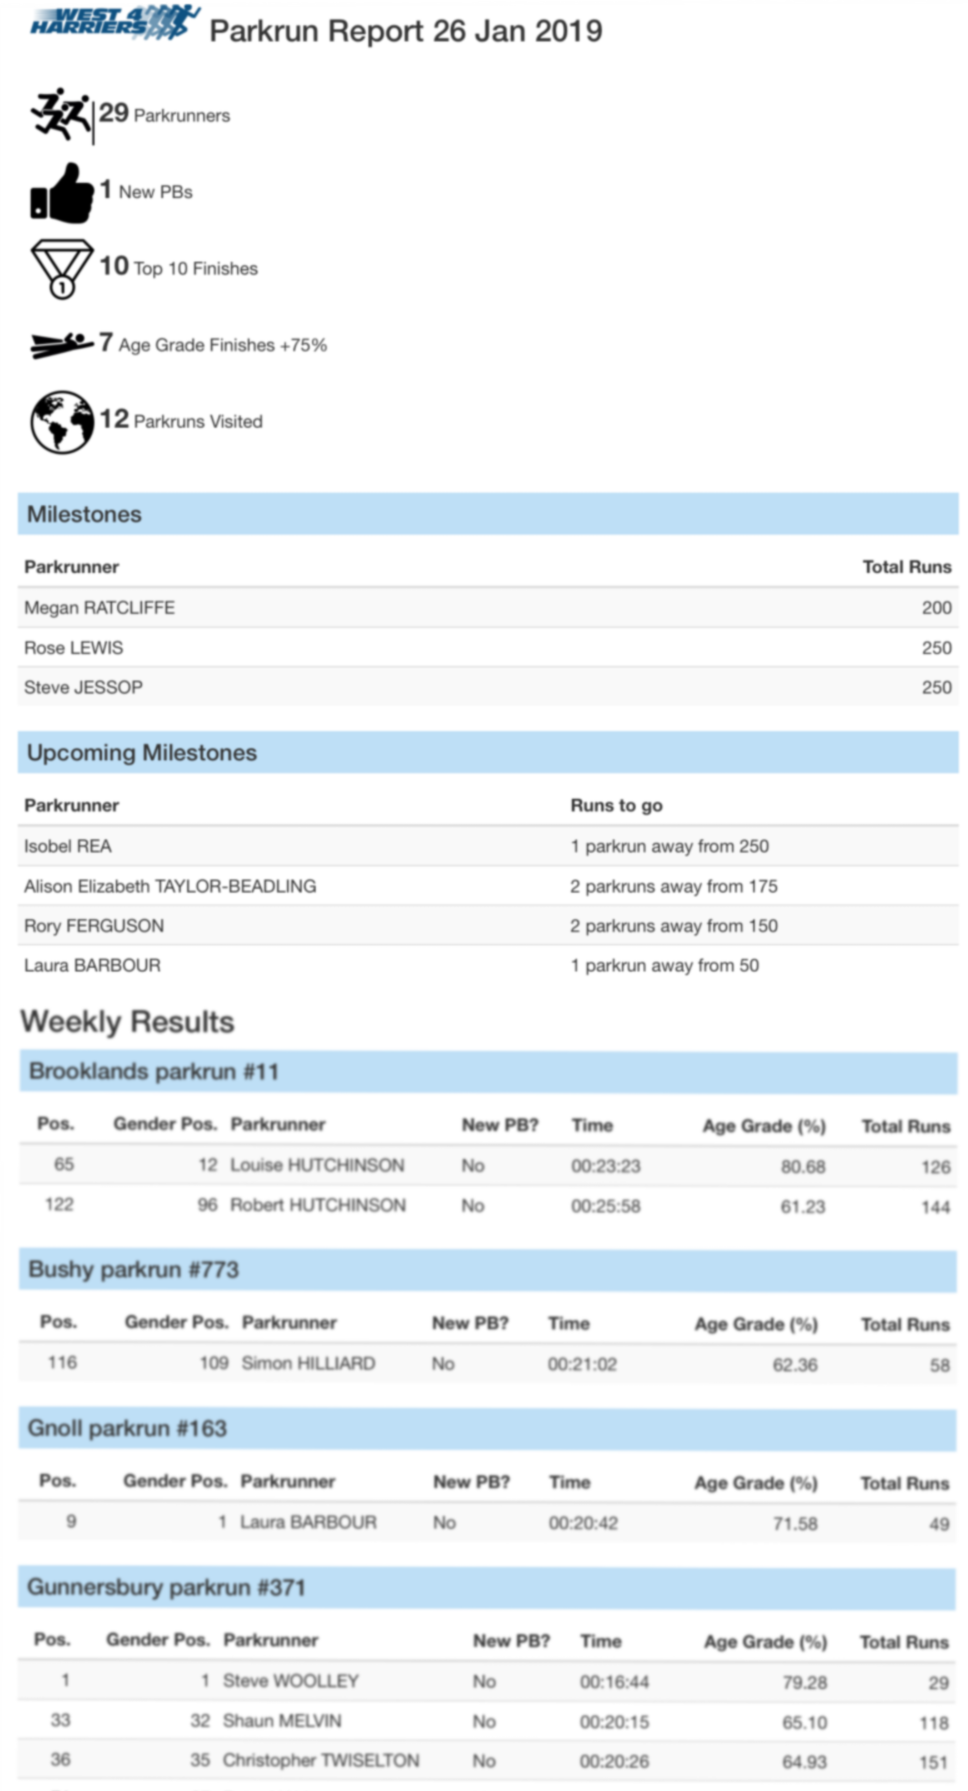 WEST 4
HARRIERS
Parkrun Report 26 Jan 2019
29 Parkrunners
1 New PBs
1
10 Top 10 Finishes
7 Age Grade Finishes +75%
12 Parkruns Visited
Milestones
Parkrunner Total Runs
Megan RATCLIFFE 200
Rose LEWIS 250
Steve JESSOP 250
Upcoming Milestones
Parkrunner Runs to go
Isobel REA 1 parkrun away from 250
Alison Elizabeth TAYLOR-BEADLING 2 parkruns away from 175
Rory FERGUSON 2 parkruns away from 150
Laura BARBOUR 1 parkrun away from 50
Weekly Results
Brooklands parkrun #11
Pos. Gender Pos. Parkrunner New PB? Time Age Grade (%) Total Runs
65 12 Louise HUTCHINSON No 00:23:23 80.68 126
122 96 Robert HUTCHINSON No 00:25:58 61.23 144
Bushy parkrun #773
Pos. Gender Pos. Parkrunner New PB? Time Age Grade (%) Total Runs
116 109 Simon HILLIARD No 00:21:02 62.36 58
Gnoll parkrun #163
Pos. Gender Pos. Parkrunner New PB? Time Age Grade (%) Total Runs
9 1 Laura BARBOUR No 00:20:42 71.58 49
Gunnersbury parkrun #371
Pos. Gender Pos. Parkrunner New PB? Time Age Grade (%) Total Runs
1 1 Steve WOOLLEY No 00:16:44 79.28 29
33 32 Shaun MELVIN No 00:20:15 65.10 118
36 35 Christopher TWISELTON No 00:20:26 64.93 151